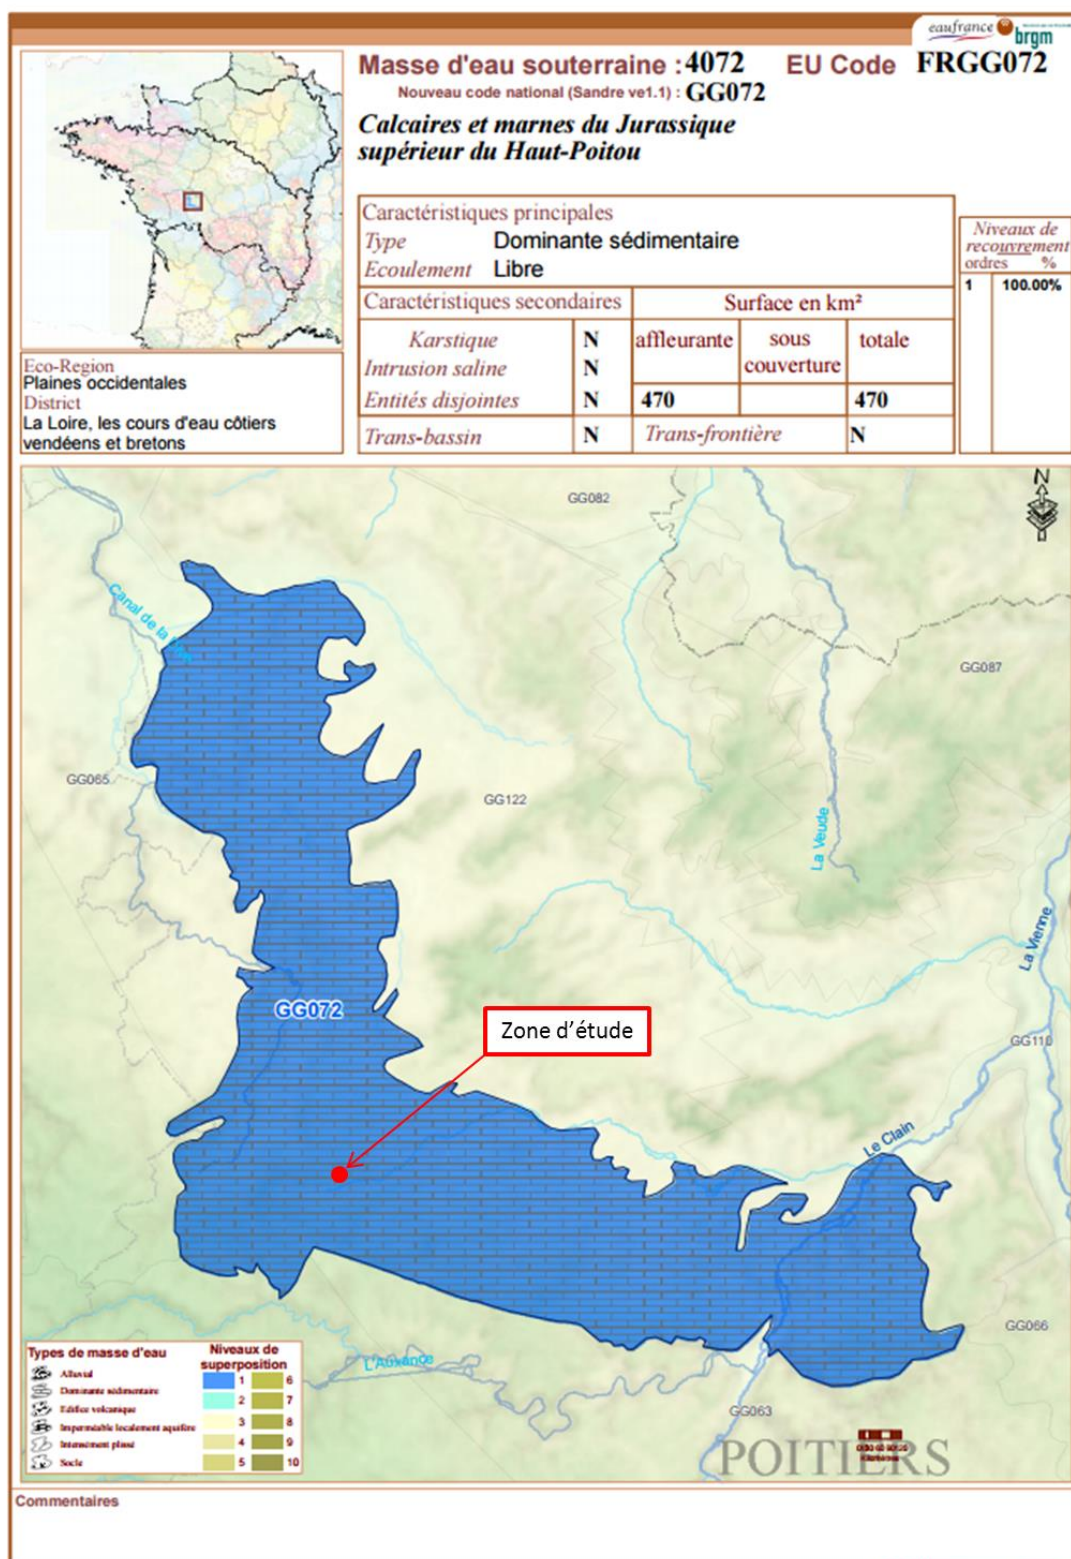 eaufrance brgm
Masse d'eau souterraine : 4072 EU Code FRGG072
Nouveau code national (Sandre ve1.1) : GG072
Calcaires et marnes du Jurassique
supérieur du Haut-Poitou
Caractéristiques principales
Type Dominante sédimentaire
Ecoulement Libre
Caractéristiques secondaires Surface en km²
Karstique N affleurante sous couverture totale
Intrusion saline N
Entités disjointes N 470 470
Trans-bassin N Trans-frontière N
Niveaux de
recouvrement
ordres %
1 100.00%
Eco-Region
Plaines occidentales
District
La Loire, les cours d'eau côtiers
vendéens et bretons
N
GG082
Canal de la
GG087
GG065
GG122
La Veude
La Vienne
GG072
Zone d'étude
GG110
Le Clain
GG066
L'Auxance
GG063
POITIERS
Types de masse d'eau
Alluvial
Dominante sédimentaire
Edifice volcanique
Imperméable localement aquifère
Intensément plissé
Socle
Niveaux de
superposition
1 6
2 7
3 8
4 9
5 10
Kilomètres
Commentaires